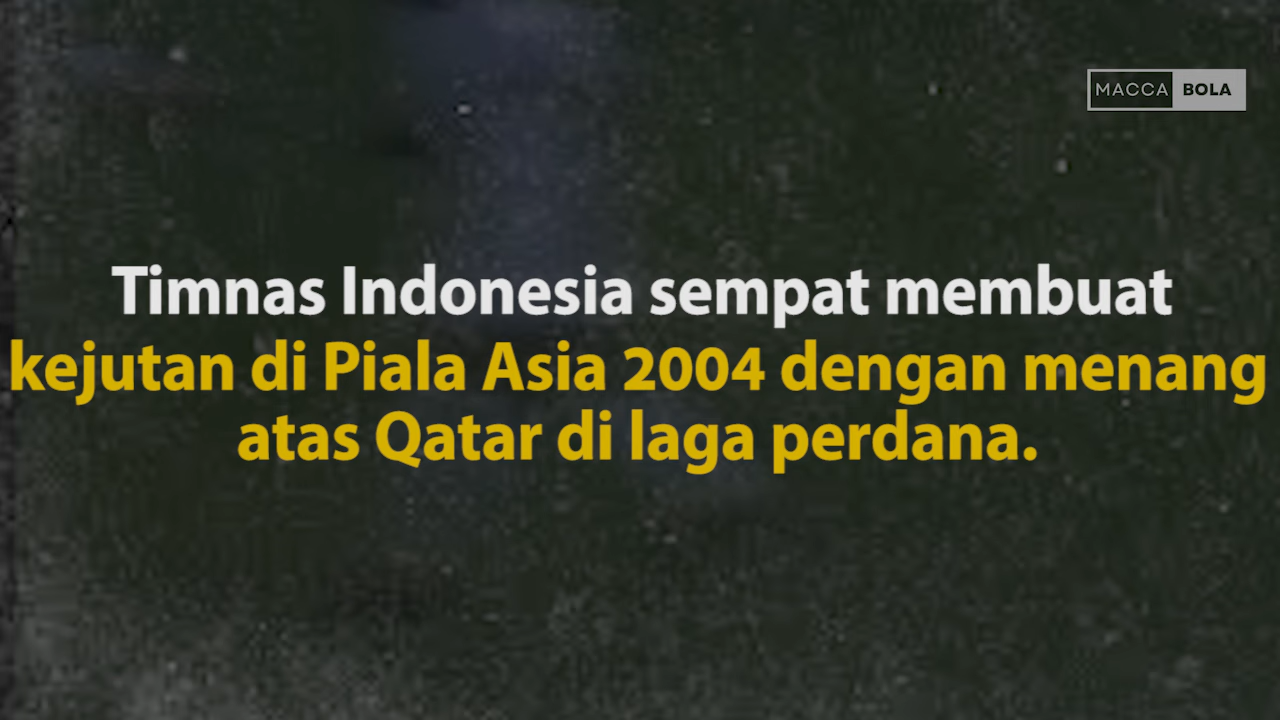 MACCA BOLA
Timnas Indonesia sempat membuat
kejutan di Piala Asia 2004 dengan menang
atas Qatar di laga perdana.